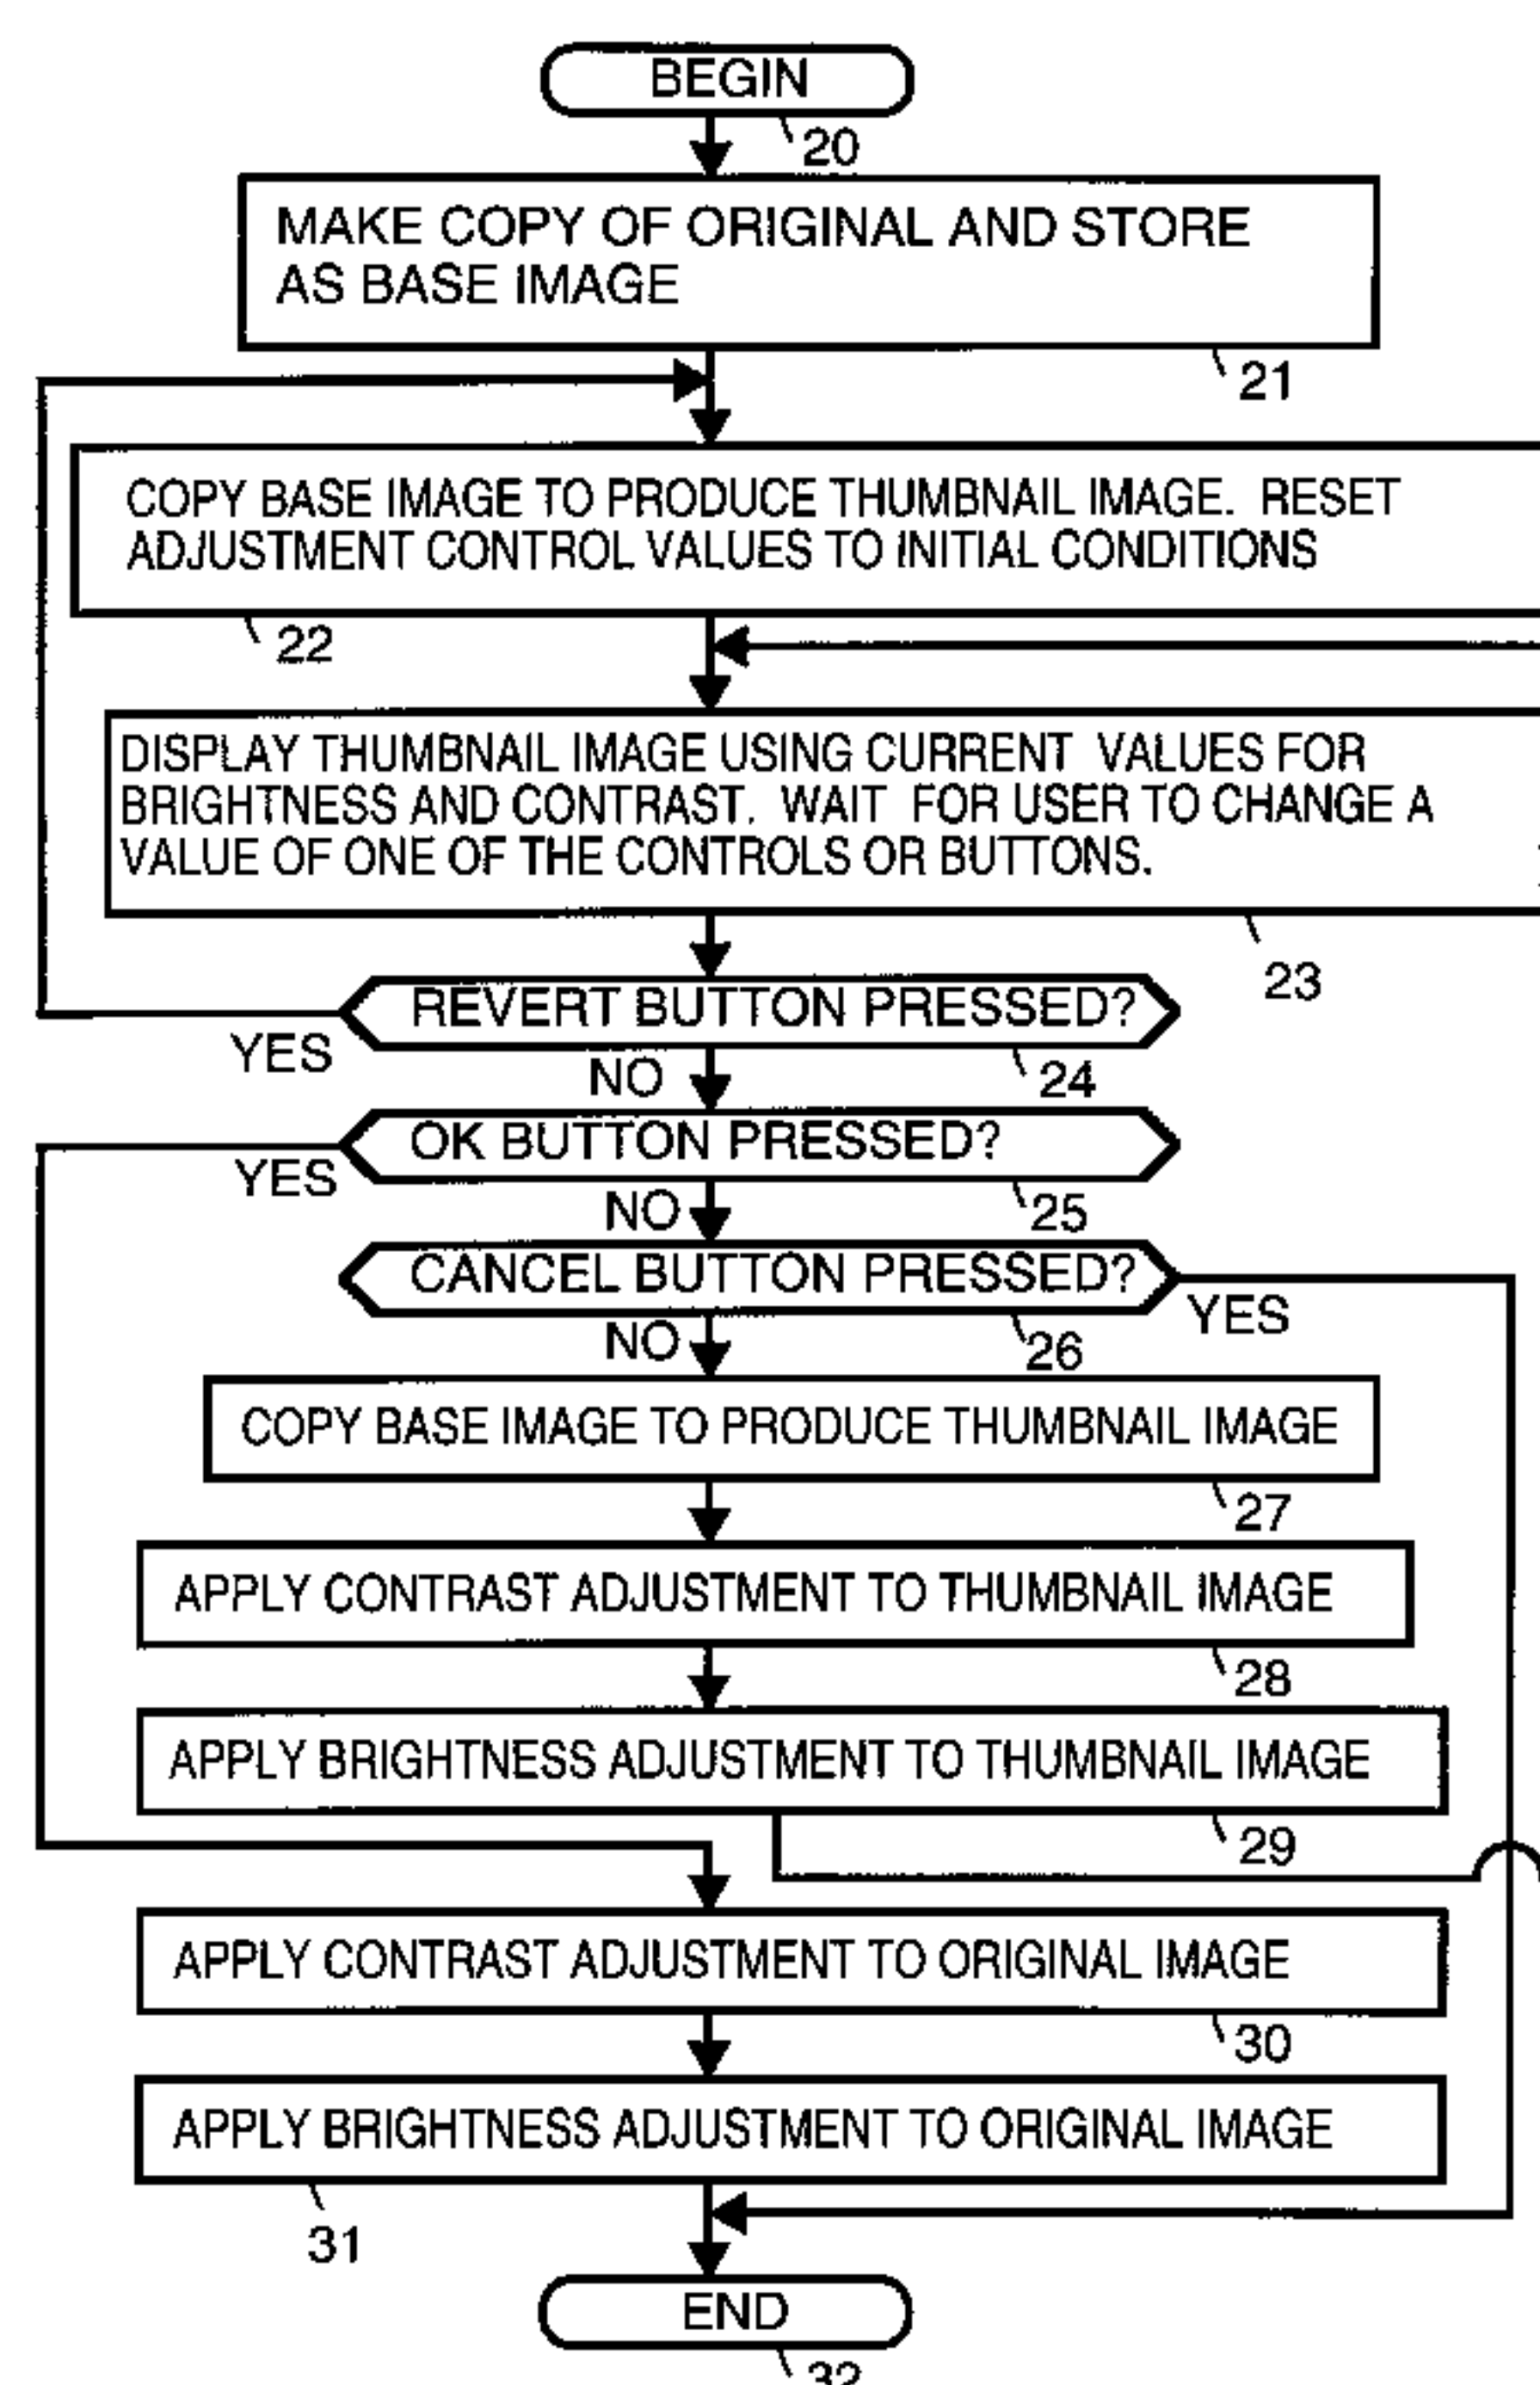 BEGIN
20
MAKE COPY OF ORIGINAL AND STORE
AS BASE IMAGE
21
COPY BASE IMAGE TO PRODUCE THUMBNAIL IMAGE. RESET
ADJUSTMENT CONTROL VALUES TO INITIAL CONDITIONS
22
DISPLAY THUMBNAIL IMAGE USING CURRENT VALUES FOR
BRIGHTNESS AND CONTRAST. WAIT FOR USER TO CHANGE A
VALUE OF ONE OF THE CONTROLS OR BUTTONS.
23
REVERT BUTTON PRESSED?
YES
NO
24
OK BUTTON PRESSED?
YES
NO
25
CANCEL BUTTON PRESSED?
YES
NO
26
COPY BASE IMAGE TO PRODUCE THUMBNAIL IMAGE
27
APPLY CONTRAST ADJUSTMENT TO THUMBNAIL IMAGE
28
APPLY BRIGHTNESS ADJUSTMENT TO THUMBNAIL IMAGE
29
APPLY CONTRAST ADJUSTMENT TO ORIGINAL IMAGE
30
APPLY BRIGHTNESS ADJUSTMENT TO ORIGINAL IMAGE
31
END
32